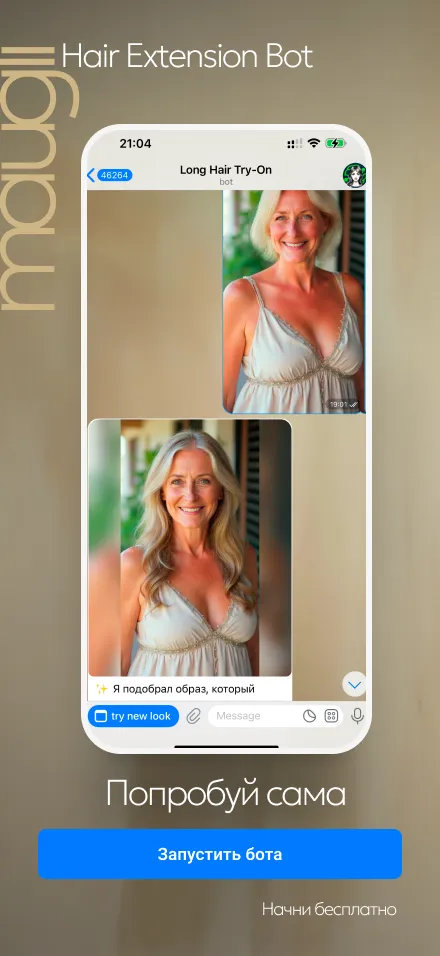 Hair Extension Bot
maugli
21:04
46264
Long Hair Try-On
bot
19:01
✨ Я подобрал образ, который
try new look
Message
Попробуй сама
Запустить бота
Начни бесплатно